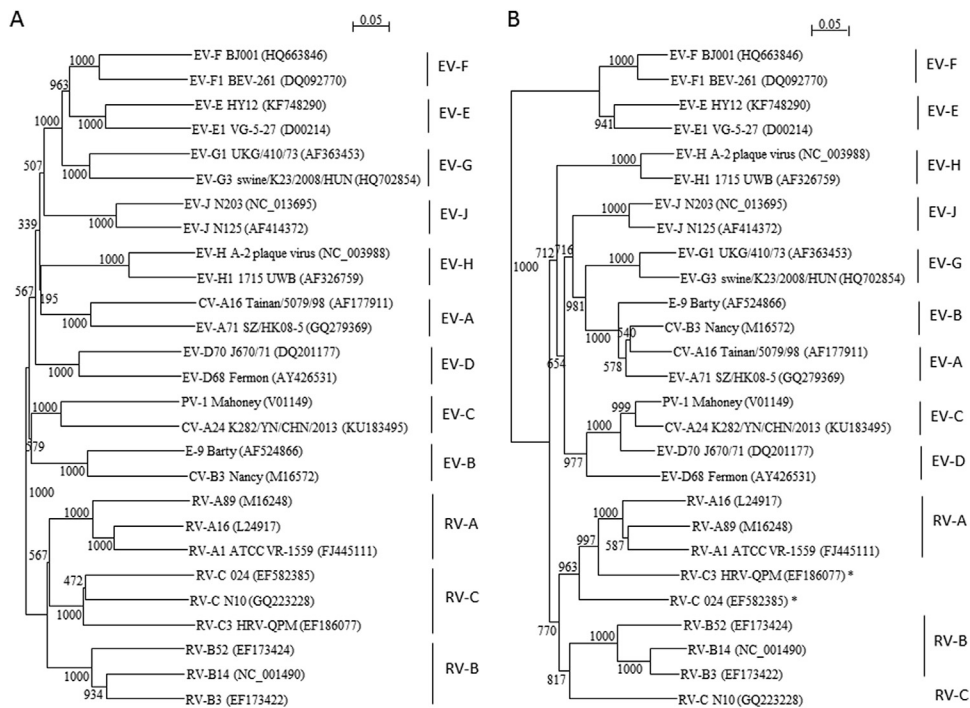 A
0.05
EV-F BJ001 (HQ663846)
EV-F1 BEV-261 (DQ092770)
EV-E HY12 (KF748290)
EV-E1 VG-5-27 (D00214)
EV-G1 UKG/410/73 (AF363453)
EV-G3 swine/K23/2008/HUN (HQ702854)
EV-J N203 (NC_013695)
EV-J N125 (AF414372)
EV-H A-2 plaque virus (NC_003988)
EV-H1 1715 UWB (AF326759)
CV-A16 Tainan/5079/98 (AF177911)
EV-A71 SZ/HK08-5 (GQ279369)
EV-D70 J670/71 (DQ201177)
EV-D68 Fermon (AY426531)
PV-1 Mahoney (V01149)
CV-A24 K282/YN/CHN/2013 (KU183495)
E-9 Barty (AF524866)
CV-B3 Nancy (M16572)
RV-A89 (M16248)
RV-A16 (L24917)
RV-A1 ATCC VR-1559 (FJ445111)
RV-C 024 (EF582385)
RV-C N10 (GQ223228)
RV-C3 HRV-QPM (EF186077)
RV-B52 (EF173424)
RV-B14 (NC_001490)
RV-B3 (EF173422)
EV-F
EV-E
EV-G
EV-J
EV-H
EV-A
EV-D
EV-C
EV-B
RV-A
RV-C
RV-B
1000
963
1000
1000
1000
507
1000
339
1000
567
195
1000
1000
1000
579
1000
1000
1000
1000
567
472
1000
1000
934
B
0.05
EV-F BJ001 (HQ663846)
EV-F1 BEV-261 (DQ092770)
EV-E HY12 (KF748290)
EV-E1 VG-5-27 (D00214)
EV-H A-2 plaque virus (NC_003988)
EV-H1 1715 UWB (AF326759)
EV-J N203 (NC_013695)
EV-J N125 (AF414372)
EV-G1 UKG/410/73 (AF363453)
EV-G3 swine/K23/2008/HUN (HQ702854)
E-9 Barty (AF524866)
CV-B3 Nancy (M16572)
CV-A16 Tainan/5079/98 (AF177911)
EV-A71 SZ/HK08-5 (GQ279369)
PV-1 Mahoney (V01149)
CV-A24 K282/YN/CHN/2013 (KU183495)
EV-D70 J670/71 (DQ201177)
EV-D68 Fermon (AY426531)
RV-A16 (L24917)
RV-A89 (M16248)
RV-A1 ATCC VR-1559 (FJ445111)
RV-C3 HRV-QPM (EF186077) *
RV-C 024 (EF582385) *
RV-B52 (EF173424)
RV-B14 (NC_001490)
RV-B3 (EF173422)
RV-C N10 (GQ223228)
EV-F
EV-E
EV-H
EV-J
EV-G
EV-B
EV-A
EV-C
EV-D
RV-A
RV-B
RV-C
1000
941
1000
1000
712
716
1000
1000
981
1000
540
654
578
999
1000
977
1000
997
587
963
770
1000
1000
817